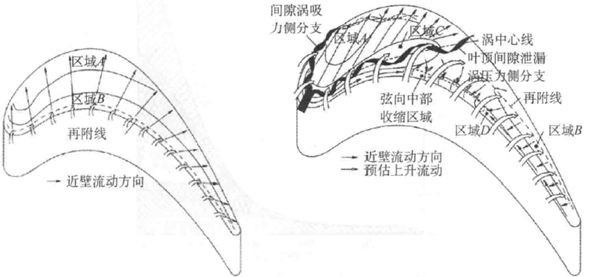 区域A
区域B
再附线
近壁流动方向
间隙涡吸
力侧分支
区域A
区域C
涡中心线
叶顶间隙泄漏
涡压力侧分支
再附线
弦向中部
收缩区域
区域D
区域B
近壁流动方向
预估上升流动